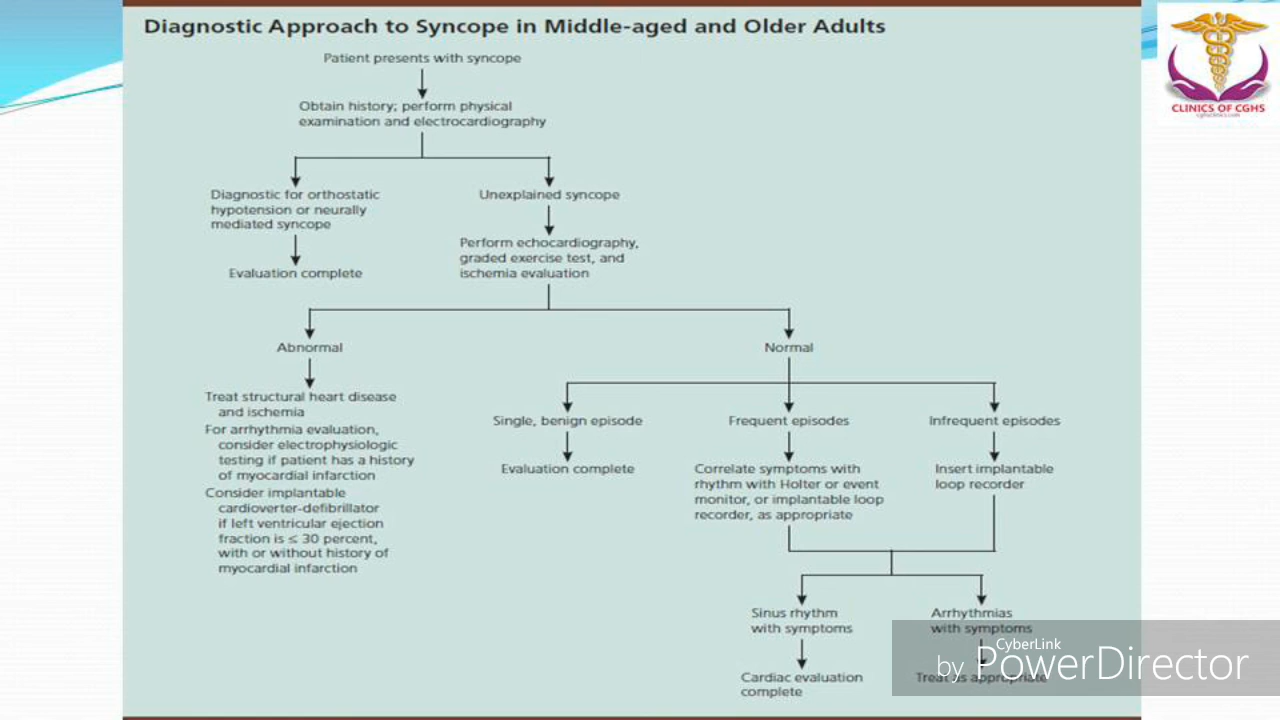 Diagnostic Approach to Syncope in Middle-aged and Older Adults
Patient presents with syncope
Obtain history; perform physical
examination and electrocardiography
Diagnostic for orthostatic
hypotension or neurally
mediated syncope
Unexplained syncope
Evaluation complete
Perform echocardiography,
graded exercise test, and
ischemia evaluation
Abnormal
Normal
Treat structural heart disease
and ischemia
For arrhythmia evaluation,
consider electrophysiologic
testing if patient has a history
of myocardial infarction
Consider implantable
cardioverter-defibrillator
if left ventricular ejection
fraction is ≤ 30 percent,
with or without history of
myocardial infarction
Single, benign episode
Evaluation complete
Frequent episodes
Correlate symptoms with
rhythm with Holter or event
monitor, or implantable loop
recorder, as appropriate
Infrequent episodes
Insert implantable
loop recorder
Sinus rhythm
with symptoms
Cardiac evaluation
complete
Arrhythmias
with symptoms
Treat as appropriate
CLINICS OF CGHS
cghsclinics.com
CyberLink
by PowerDirector